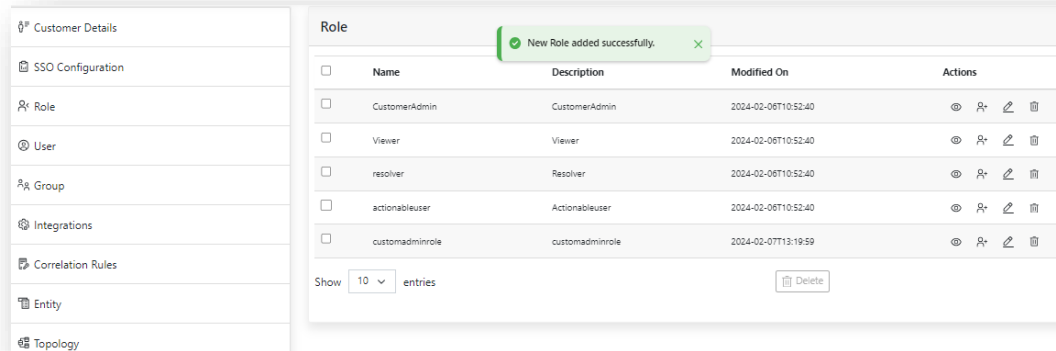 Customer Details
SSO Configuration
Role
User
Group
Integrations
Correlation Rules
Entity
Topology
Role
New Role added successfully.
Name Description Modified On Actions
CustomerAdmin CustomerAdmin 2024-02-06T10:52:40
Viewer Viewer 2024-02-06T10:52:40
resolver Resolver 2024-02-06T10:52:40
actionableuser Actionableuser 2024-02-06T10:52:40
customadminrole customadminrole 2024-02-07T13:19:59
Show 10 entries Delete